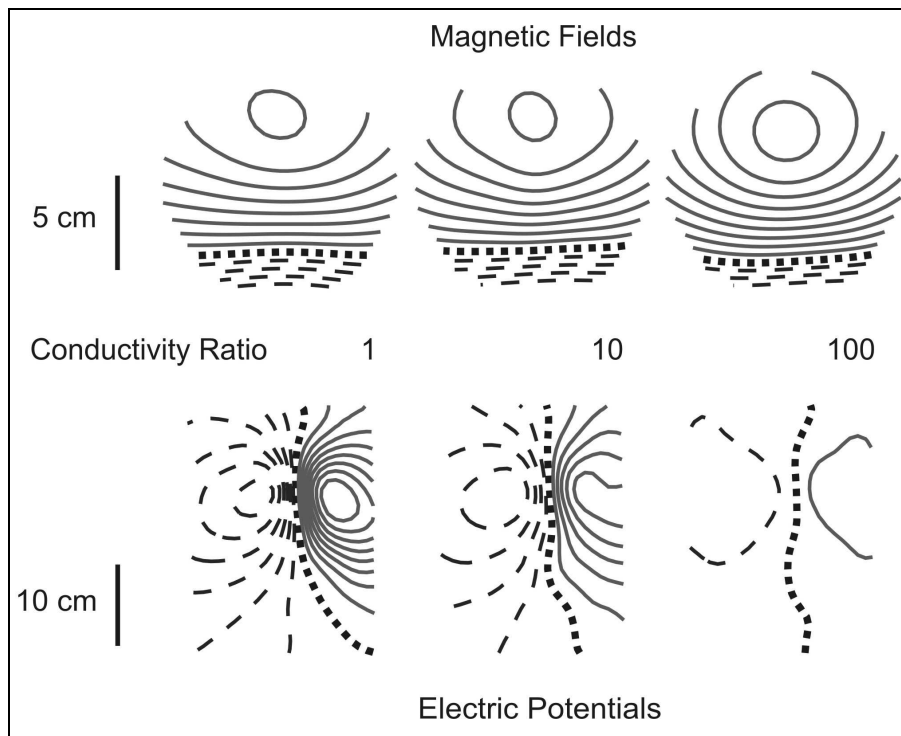 Magnetic Fields
5 cm
Conductivity Ratio 1 10 100
10 cm
Electric Potentials